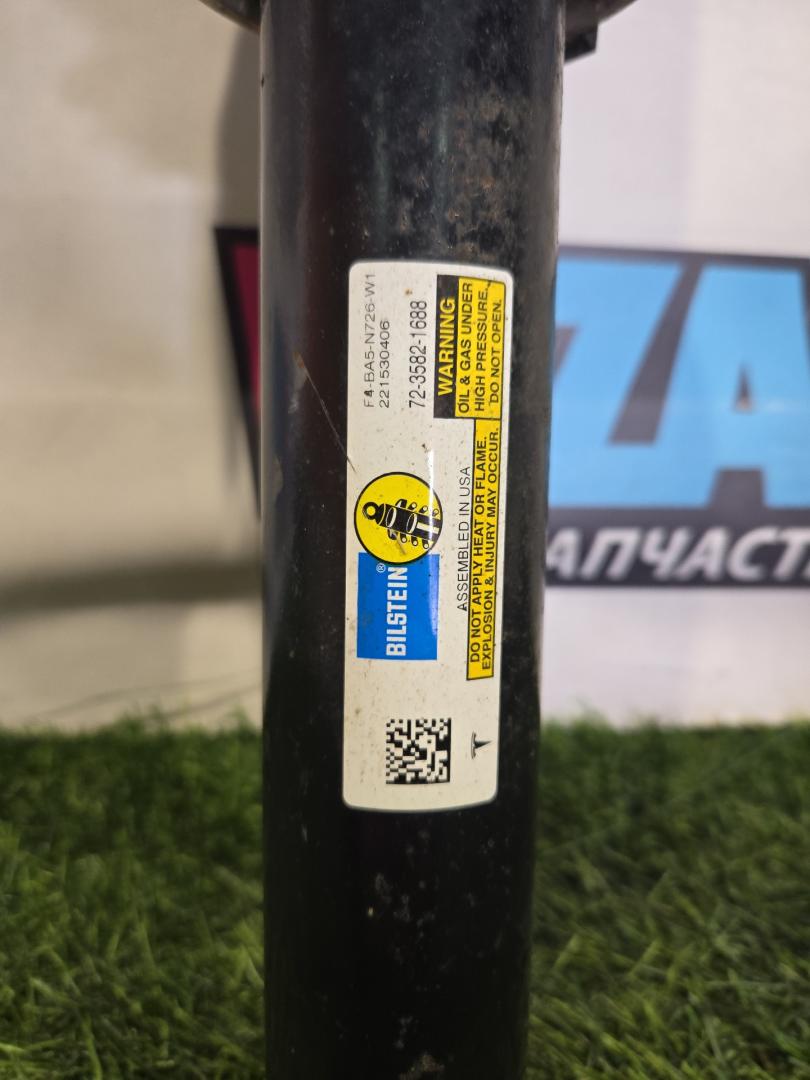 F4-BA5-N726-W1
221530406
72-3582-1688
WARNING
OIL & GAS UNDER
HIGH PRESSURE.
DO NOT OPEN.
BILSTEIN®
ASSEMBLED IN USA
DO NOT APPLY HEAT OR FLAME.
EXPLOSION & INJURY MAY OCCUR.
ZA
АПЧАСТ